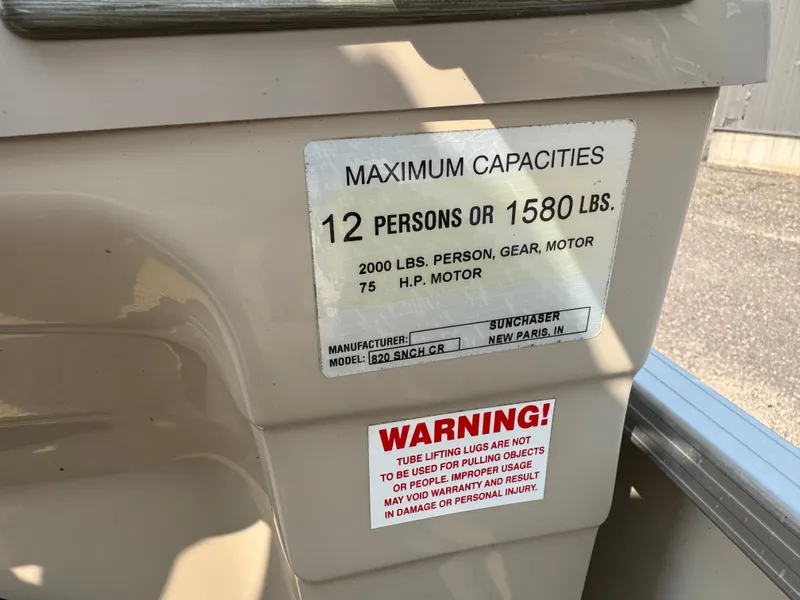 MAXIMUM CAPACITIES
12 PERSONS OR 1580 LBS.
2000 LBS. PERSON, GEAR, MOTOR
75 H.P. MOTOR
MANUFACTURER: SUNCHASER
NEW PARIS, IN
MODEL: 820 SNCH CR
WARNING!
TUBE LIFTING LUGS ARE NOT
TO BE USED FOR PULLING OBJECTS
OR PEOPLE. IMPROPER USAGE
MAY VOID WARRANTY AND RESULT
IN DAMAGE OR PERSONAL INJURY.